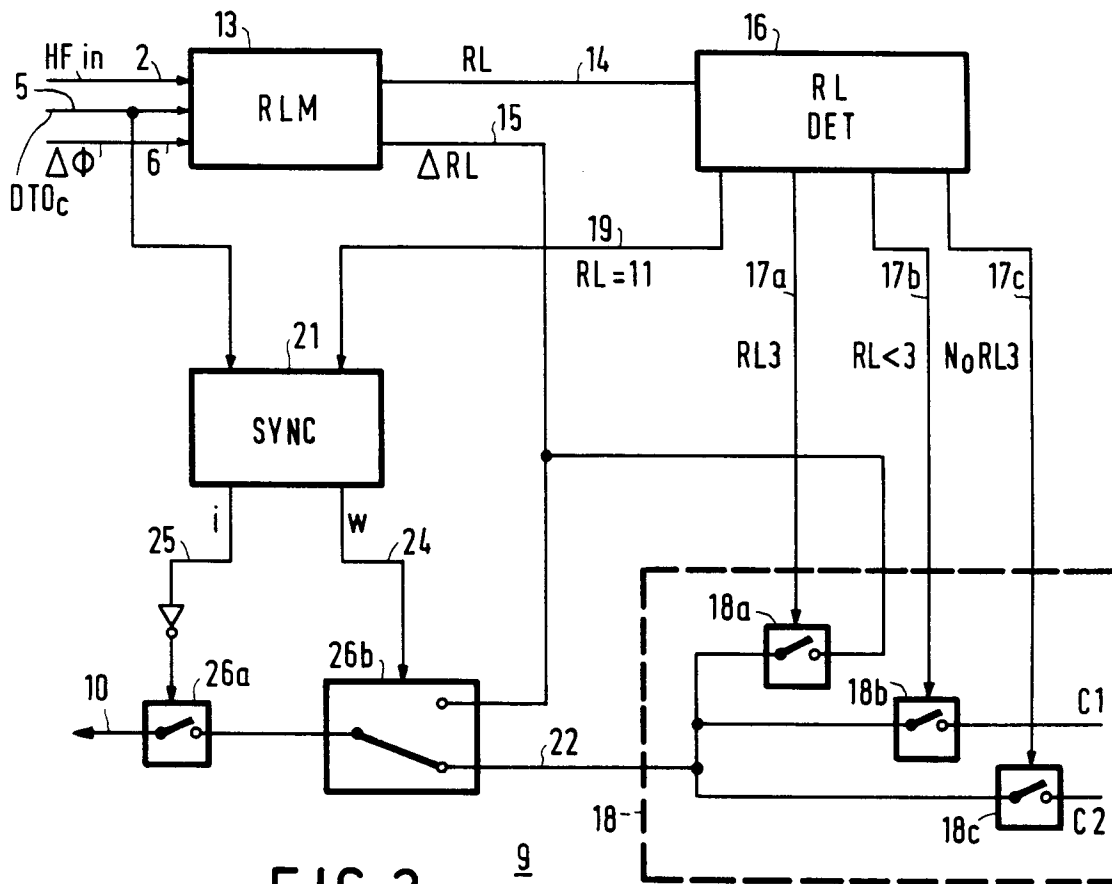 13
16
HF in
2
RL
14
5
RLM
RL
DET
15
ΔΦ
6
ΔRL
DTOc
19
RL=11
17a
17b
17c
21
RL3
RL<3
NoRL3
SYNC
i
w
25
24
18a
26b
26a
18b
C1
10
22
18
18c
C2
9